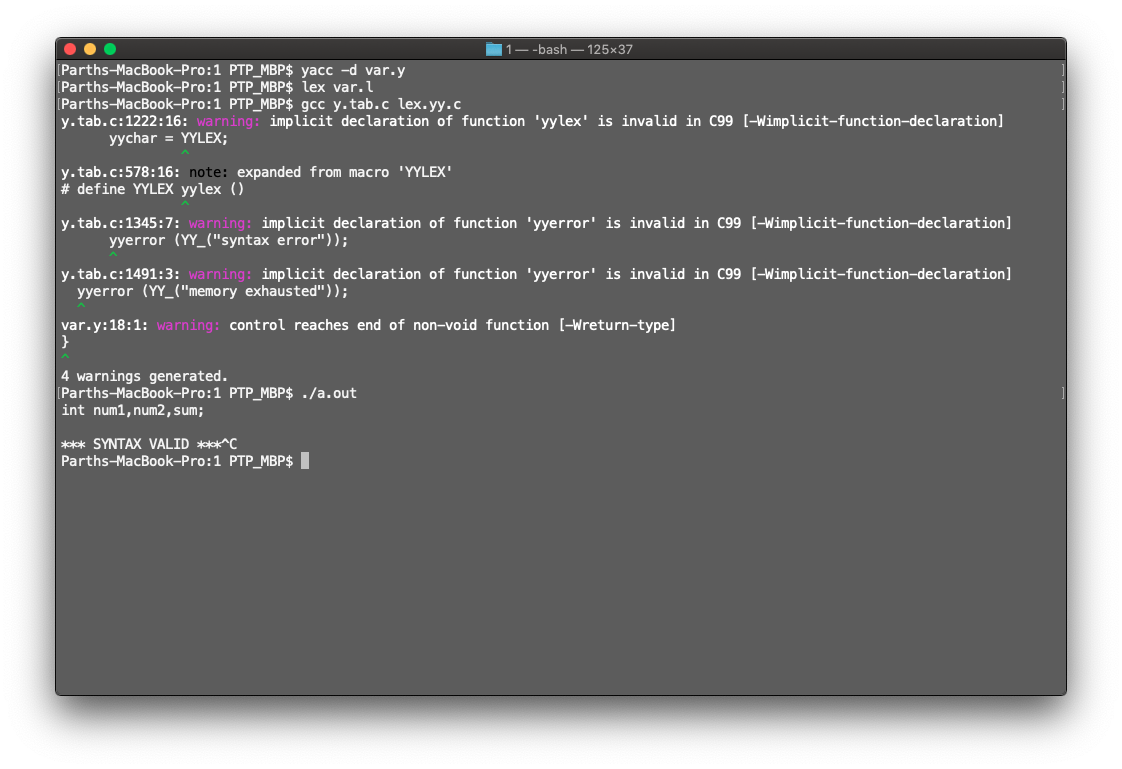 1 — -bash — 125×37
[Parths-MacBook-Pro:1 PTP_MBP$ yacc -d var.y ]
[Parths-MacBook-Pro:1 PTP_MBP$ lex var.l ]
[Parths-MacBook-Pro:1 PTP_MBP$ gcc y.tab.c lex.yy.c ]
y.tab.c:1222:16: warning: implicit declaration of function 'yylex' is invalid in C99 [-Wimplicit-function-declaration]
      yychar = YYLEX;
               ^
y.tab.c:578:16: note: expanded from macro 'YYLEX'
# define YYLEX yylex ()
               ^
y.tab.c:1345:7: warning: implicit declaration of function 'yyerror' is invalid in C99 [-Wimplicit-function-declaration]
      yyerror (YY_("syntax error"));
      ^
y.tab.c:1491:3: warning: implicit declaration of function 'yyerror' is invalid in C99 [-Wimplicit-function-declaration]
  yyerror (YY_("memory exhausted"));
  ^
var.y:18:1: warning: control reaches end of non-void function [-Wreturn-type]
}
^
4 warnings generated.
[Parths-MacBook-Pro:1 PTP_MBP$ ./a.out ]
int num1,num2,sum;
*** SYNTAX VALID ***^C
Parths-MacBook-Pro:1 PTP_MBP$